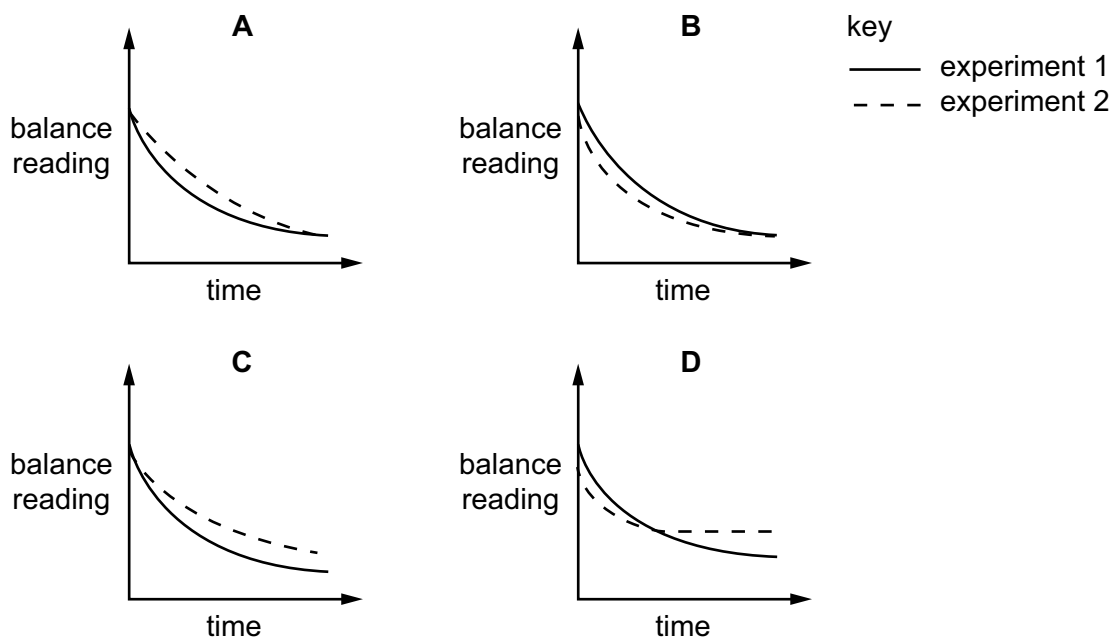 A
balance
reading
time
B
balance
reading
time
key
experiment 1
experiment 2
C
balance
reading
time
D
balance
reading
time